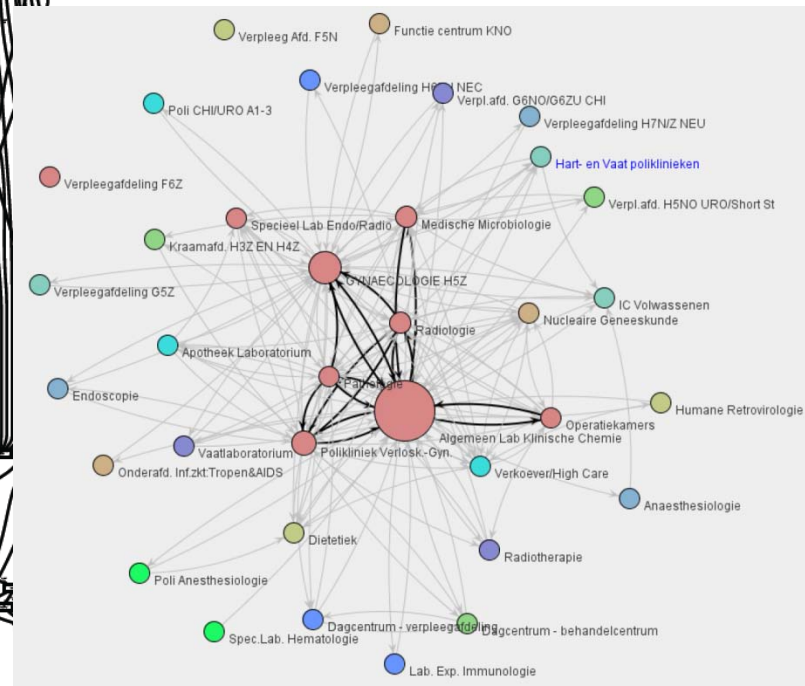 Functie centrum KNO
Verpleeg Afd. F5N
Verpleegafdeling H6 NEC
Verpl.afd. G6NO/G6ZU CHI
Poli CHI/URO A1-3
Verpleegafdeling H7N/Z NEU
Hart- en Vaat poliklinieken
Verpleegafdeling F6Z
Verpl.afd. H5NO URO/Short St
Specieel Lab Endo/Radio
Medische Microbiologie
Kraamafd. H3Z EN H4Z
GYNAECOLOGIE H5Z
Verpleegafdeling G5Z
IC Volwassenen
Nucleaire Geneeskunde
Radiologie
Apotheek Laboratorium
Pathologie
Endoscopie
Humane Retrovirologie
Operatiekamers
Algemeen Lab Klinische Chemie
Vaatlaboratorium
Polikliniek Verlosk.-Gyn.
Onderafd. Inf.zkt:Tropen&AIDS
Verkoever/High Care
Anaesthesiologie
Dietetiek
Radiotherapie
Poli Anesthesiologie
Dagcentrum - verpleegafdeling
Dagcentrum - behandelcentrum
Spec.Lab. Hematologie
Lab. Exp. Immunologie